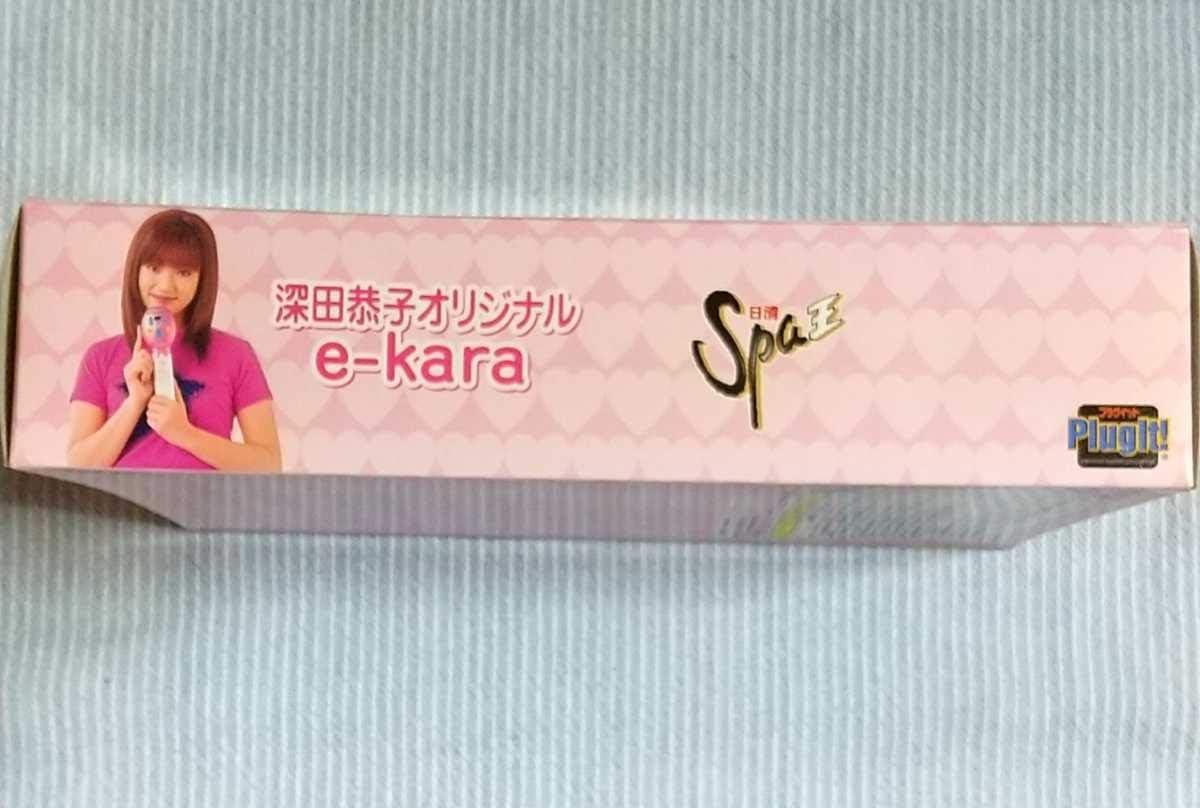 深田恭子オリジナル
e-kara
日清
Spa王
プラグイット
PlugIt!